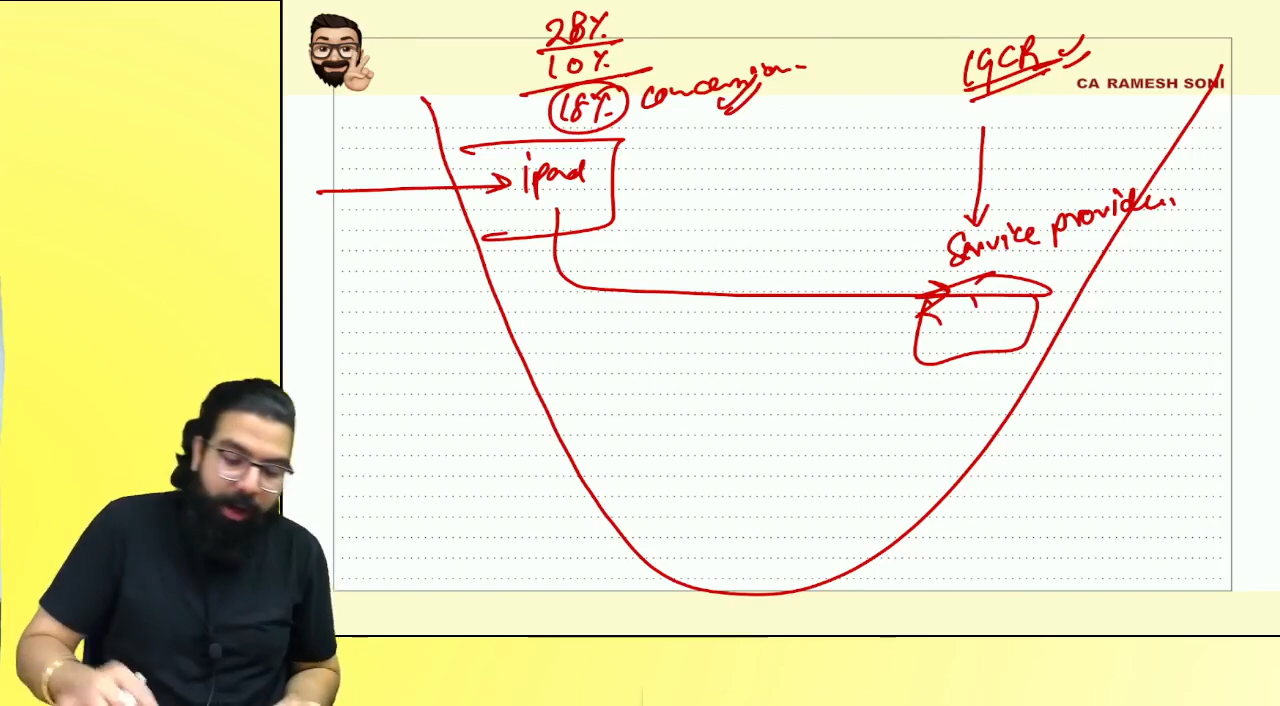 28%
10%
18% concession
IGCR
CA RAMESH SONI
ipad
Service provider.